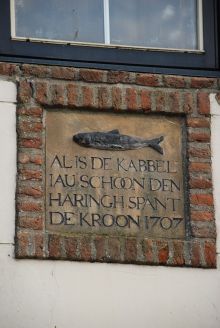 AL IS DE KABBEL
IAU SCHOON DEN
HARINGH SPANT
DE KROON 1707